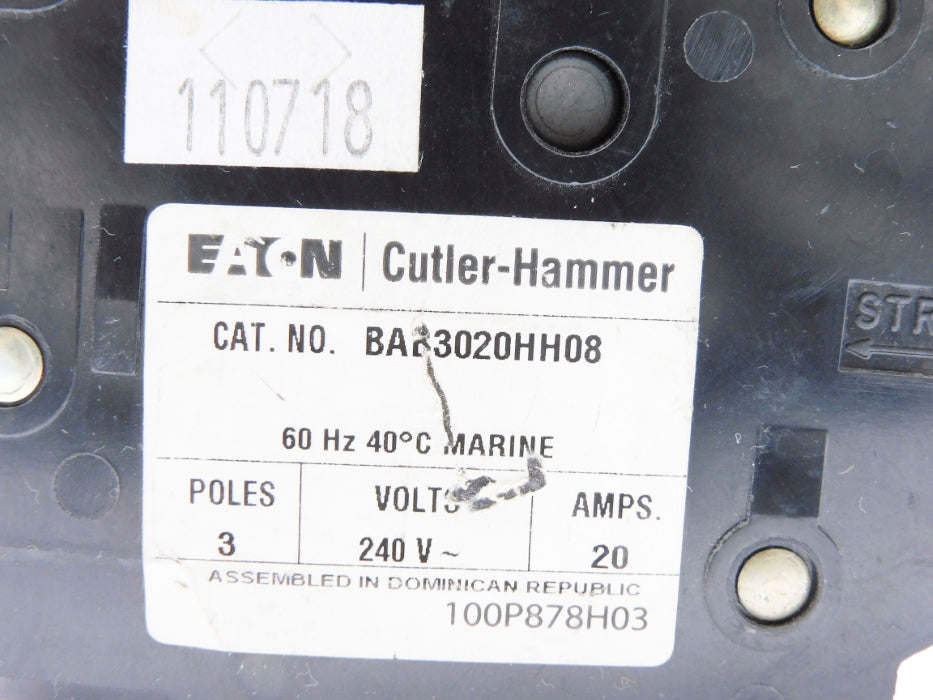 110718
EATON | Cutler-Hammer
CAT. NO. BAB3020HH08
60 Hz 40°C MARINE
POLES VOLTS AMPS.
3 240 V ~ 20
ASSEMBLED IN DOMINICAN REPUBLIC
100P878H03
STR